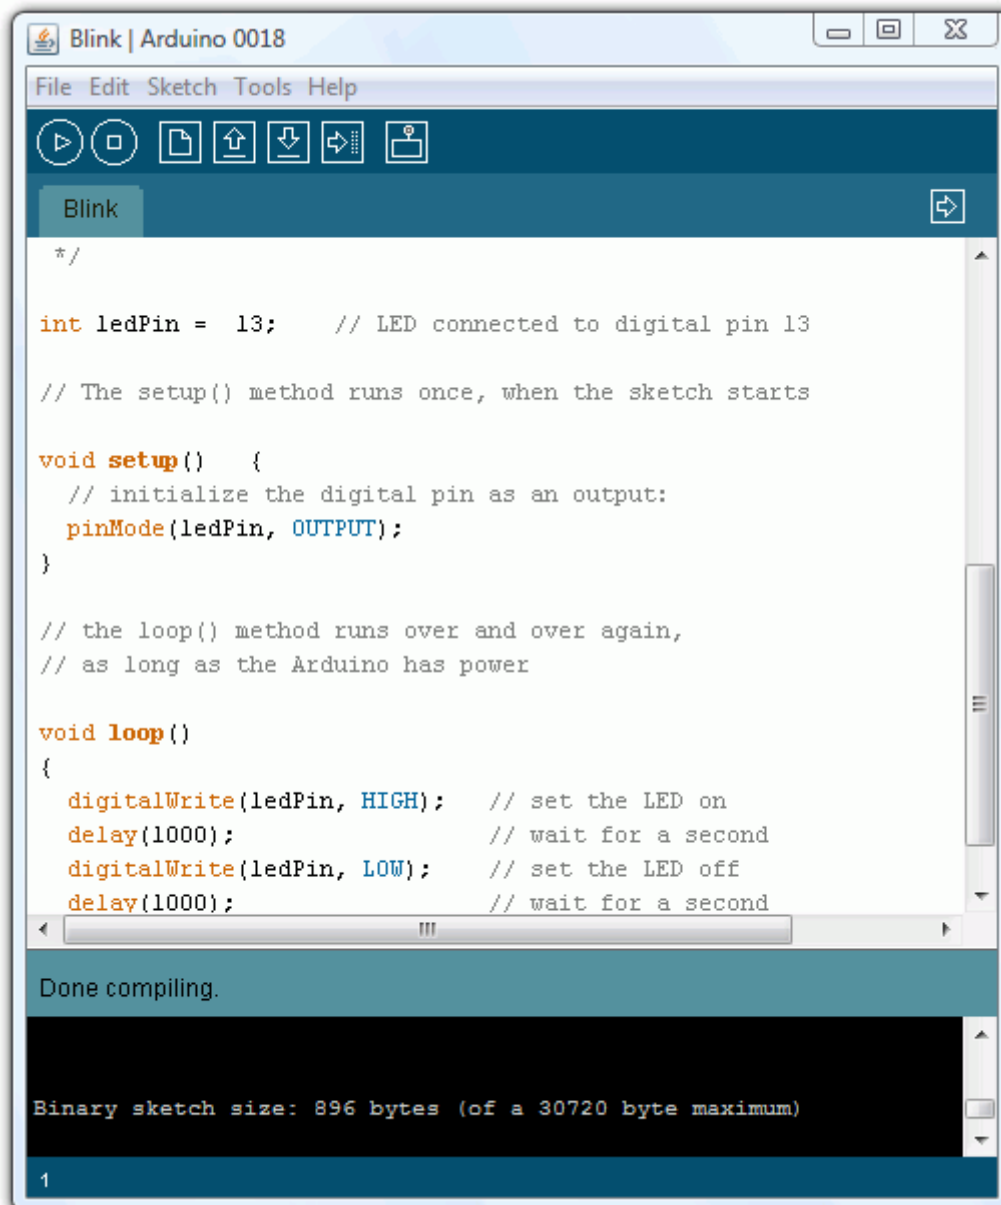 Blink | Arduino 0018
File Edit Sketch Tools Help
Blink
*/
int ledPin =  13;    // LED connected to digital pin 13
// The setup() method runs once, when the sketch starts
void setup()   {
  // initialize the digital pin as an output:
  pinMode(ledPin, OUTPUT);
}
// the loop() method runs over and over again,
// as long as the Arduino has power
void loop()
{
  digitalWrite(ledPin, HIGH);   // set the LED on
  delay(1000);                  // wait for a second
  digitalWrite(ledPin, LOW);    // set the LED off
  delay(1000);                  // wait for a second
Done compiling.
Binary sketch size: 896 bytes (of a 30720 byte maximum)
1